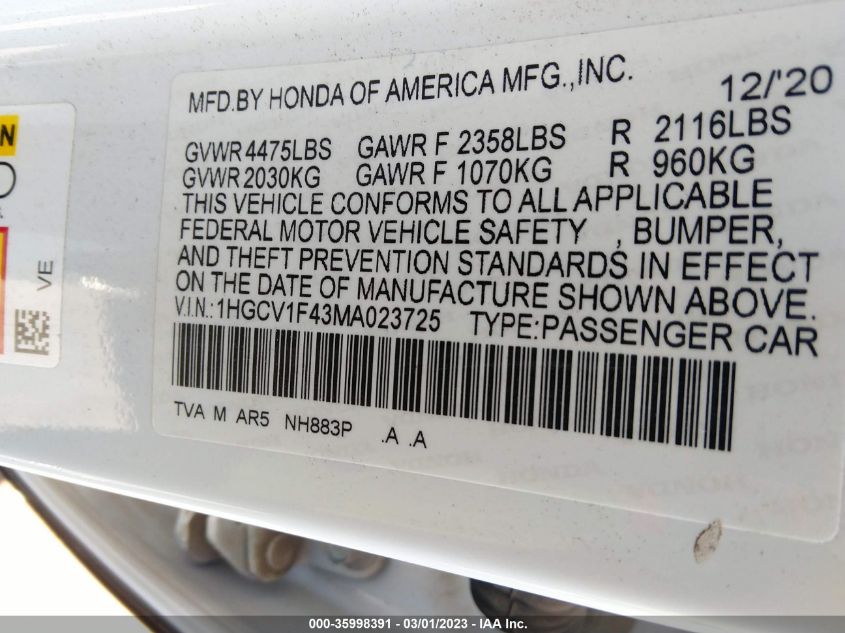 MFD.BY HONDA OF AMERICA MFG.,INC. 12/'20
GVWR 4475LBS GAWR F 2358LBS R 2116LBS
GVWR 2030KG GAWR F 1070KG R 960KG
THIS VEHICLE CONFORMS TO ALL APPLICABLE
FEDERAL MOTOR VEHICLE SAFETY , BUMPER,
AND THEFT PREVENTION STANDARDS IN EFFECT
ON THE DATE OF MANUFACTURE SHOWN ABOVE.
V.I.N.: 1HGCV1F43MA023725 TYPE:PASSENGER CAR
TVA M AR5 NH883P .A .A
VE
000-35998391 - 03/01/2023 - IAA Inc.